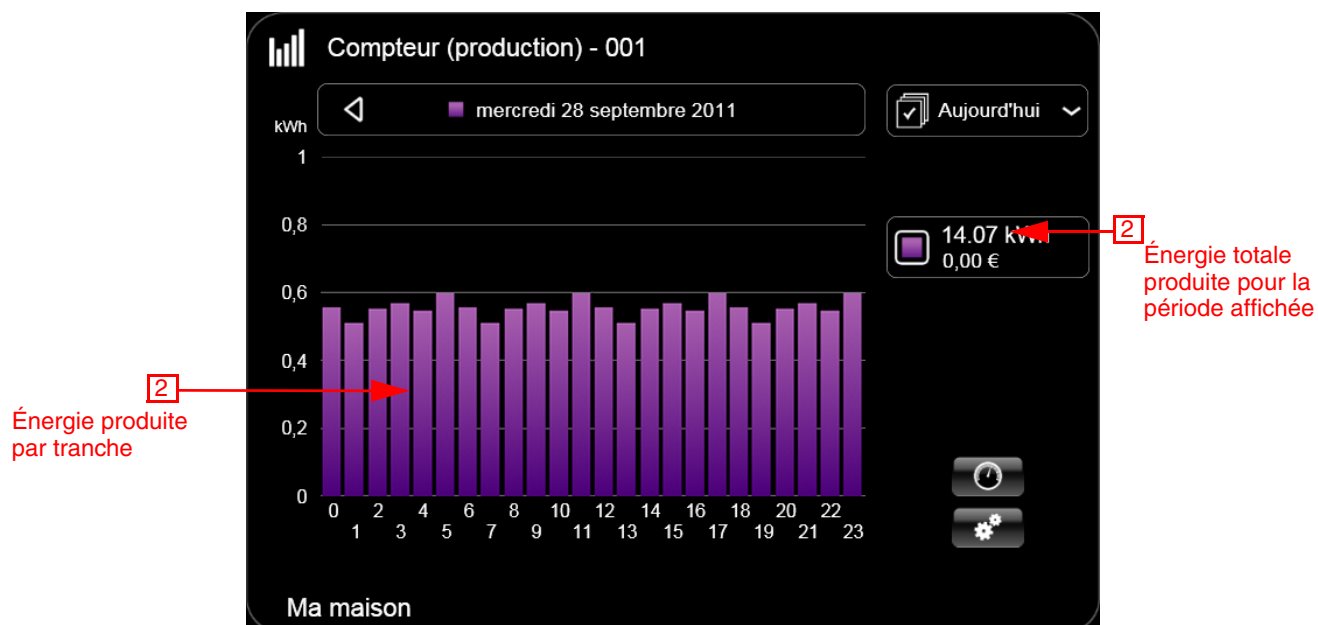 Compteur (production) - 001
mercredi 28 septembre 2011
Aujourd'hui
kWh
1
0,8
0,6
0,4
0,2
0
0 2 4 6 8 10 12 14 16 18 20 22
1 3 5 7 9 11 13 15 17 19 21 23
14.07 kWh
0,00 €
2
Énergie totale
produite pour la
période affichée
2
Énergie produite
par tranche
Ma maison